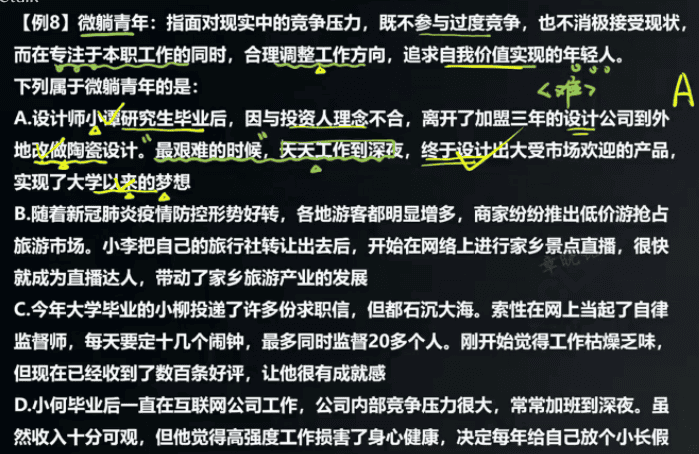 【例8】微躺青年：指面对现实中的竞争压力，既不参与过度竞争，也不消极接受现状，
而在专注于本职工作的同时，合理调整工作方向，追求自我价值实现的年轻人。
下列属于微躺青年的是：
<难>
A
A.设计师小谭研究生毕业后，因与投资人理念不合，离开了加盟三年的设计公司到外
地改做陶瓷设计。最艰难的时候，天天工作到深夜，终于设计出大受市场欢迎的产品，
实现了大学以来的梦想
B.随着新冠肺炎疫情防控形势好转，各地游客都明显增多，商家纷纷推出低价游抢占
旅游市场。小李把自己的旅行社转让出去后，开始在网络上进行家乡景点直播，很快
就成为直播达人，带动了家乡旅游产业的发展
C.今年大学毕业的小柳投递了许多份求职信，但都石沉大海。索性在网上当起了自律
监督师，每天要定十几个闹钟，最多同时监督20多个人。刚开始觉得工作枯燥乏味，
但现在已经收到了数百条好评，让他很有成就感
D.小何毕业后一直在互联网公司工作，公司内部竞争压力很大，常常加班到深夜。虽
然收入十分可观，但他觉得高强度工作损害了身心健康，决定每年给自己放个小长假